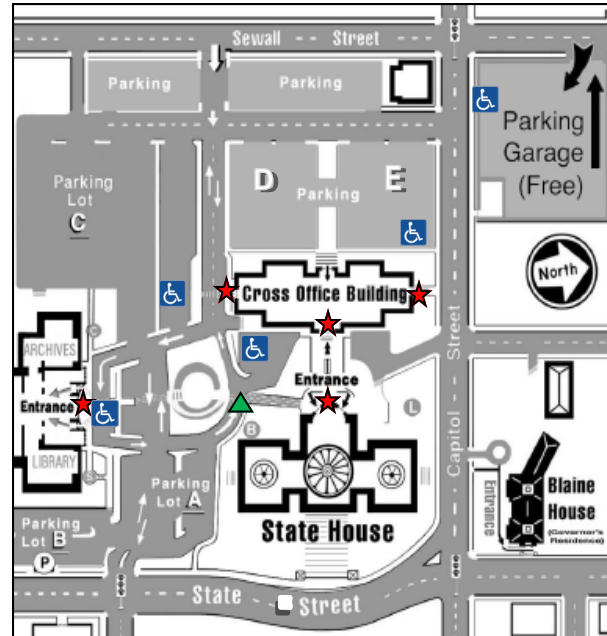 Sewall Street
Parking
Parking
Parking
Garage
(Free)
Parking
Lot
C
D
E
Parking
North
Cross Office Building
ARCHIVES
C
Entrance
Entrance
LIBRARY
S
L
B
Capitol Street
Parking
Lot A
State House
Entrance
Blaine
House
(Governor's
Residence)
Parking
Lot B
P
State Street